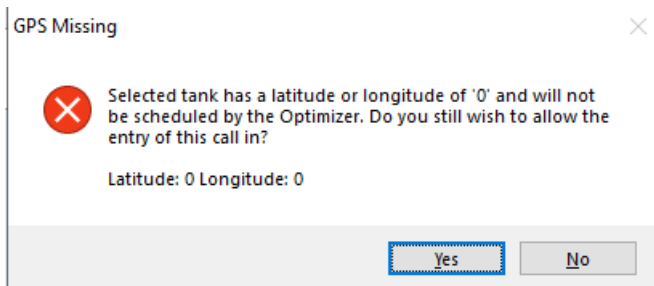 GPS Missing
Selected tank has a latitude or longitude of '0' and will not
be scheduled by the Optimizer. Do you still wish to allow the
entry of this call in?
Latitude: 0 Longitude: 0
Yes No